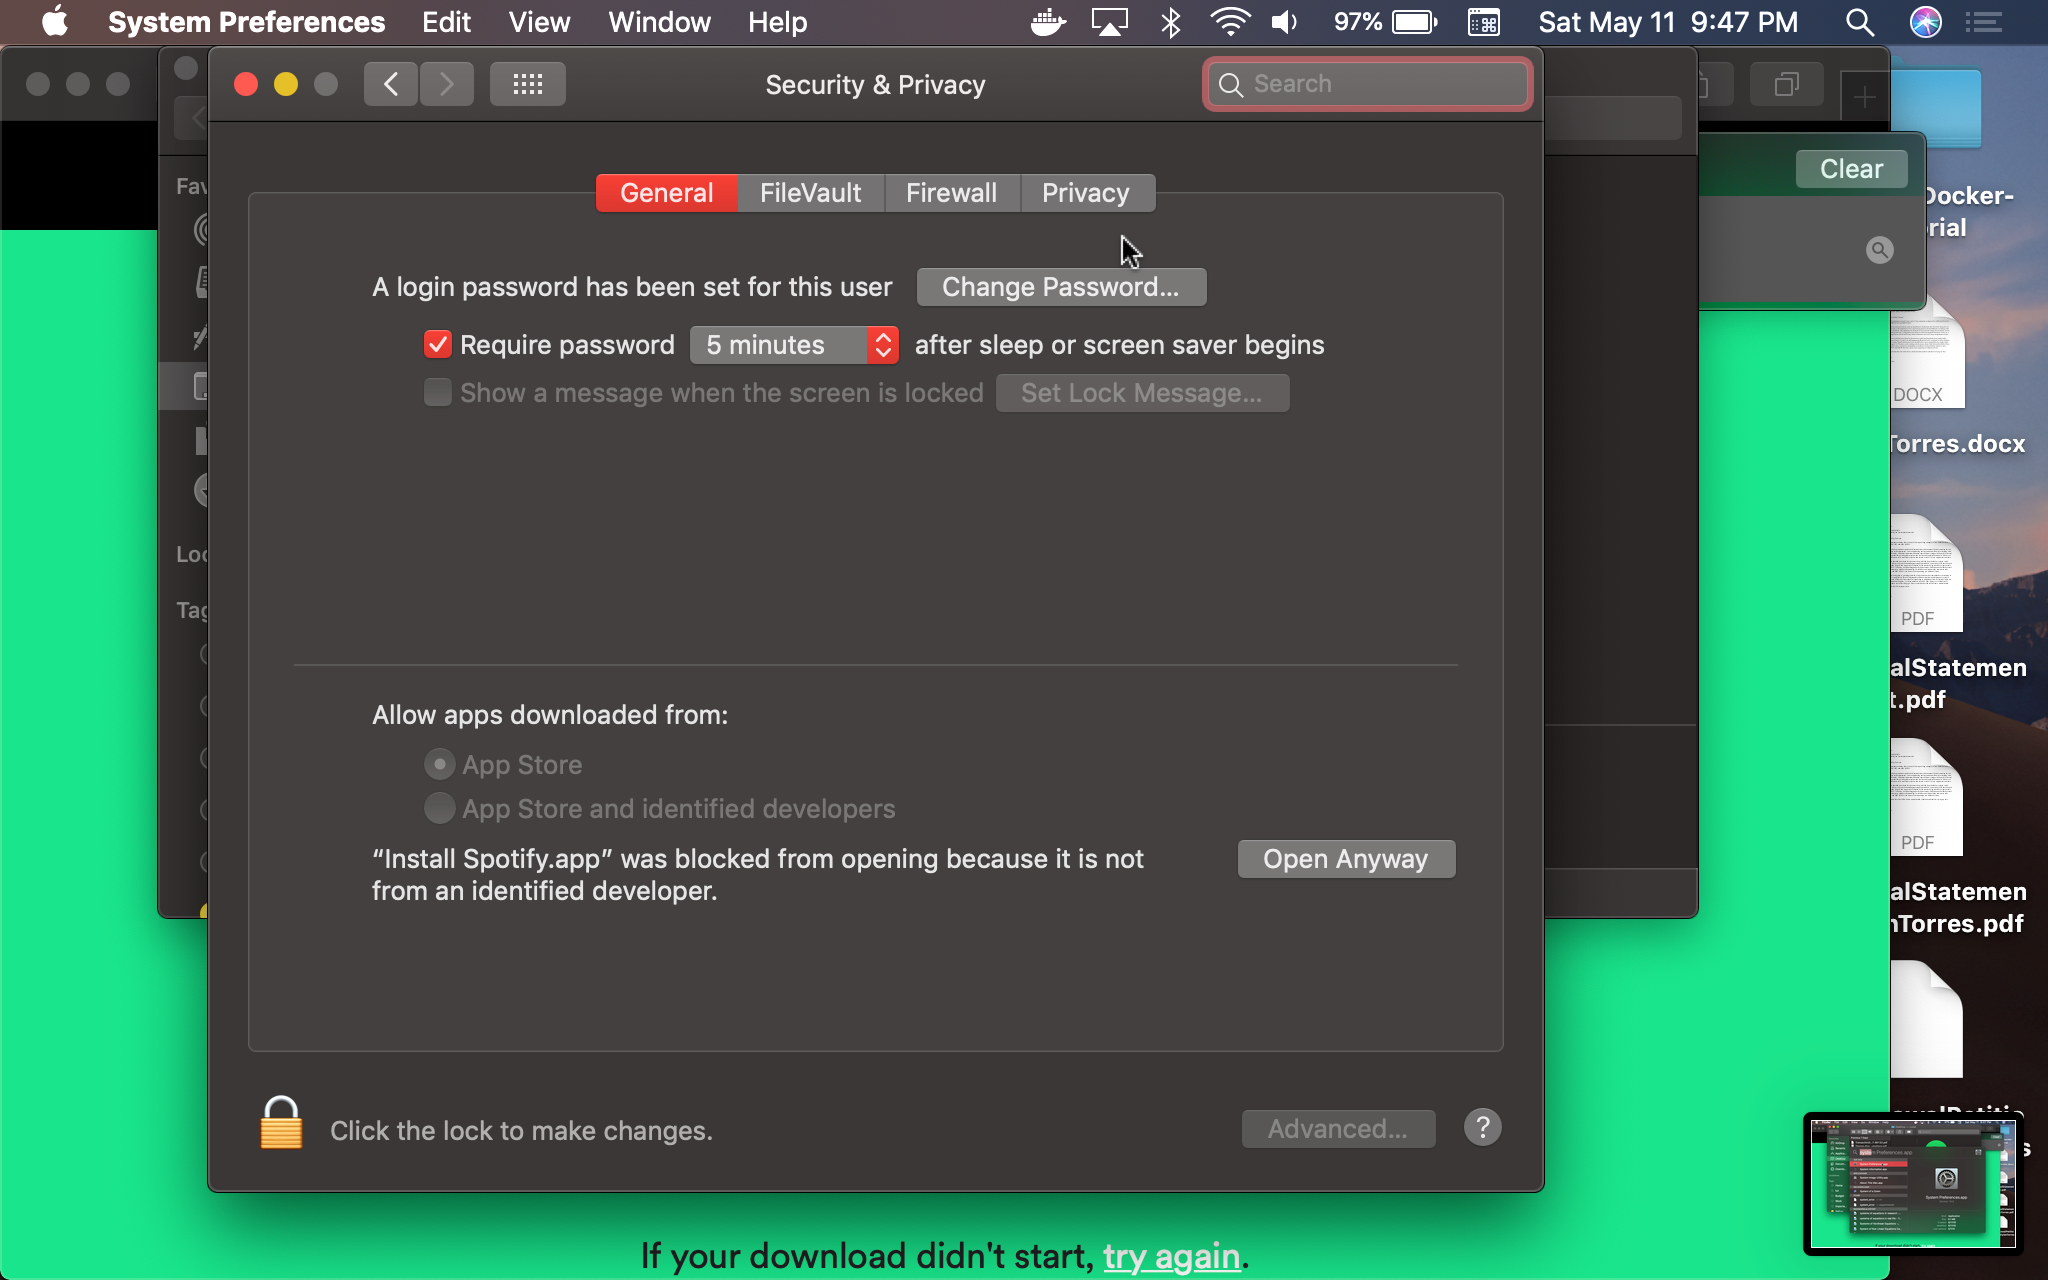 System Preferences Edit View Window Help 97% Sat May 11 9:47 PM
Security & Privacy
Search
General FileVault Firewall Privacy
A login password has been set for this user Change Password...
Require password 5 minutes after sleep or screen saver begins
Show a message when the screen is locked Set Lock Message...
Allow apps downloaded from:
App Store
App Store and identified developers
“Install Spotify.app” was blocked from opening because it is not Open Anyway
from an identified developer.
Click the lock to make changes.
Advanced... ?
Fav
Loc
Tag
Clear
Docker-
rial
DOCX
Torres.docx
PDF
alStatemen
t.pdf
PDF
alStatemen
nTorres.pdf
If your download didn't start, try again.